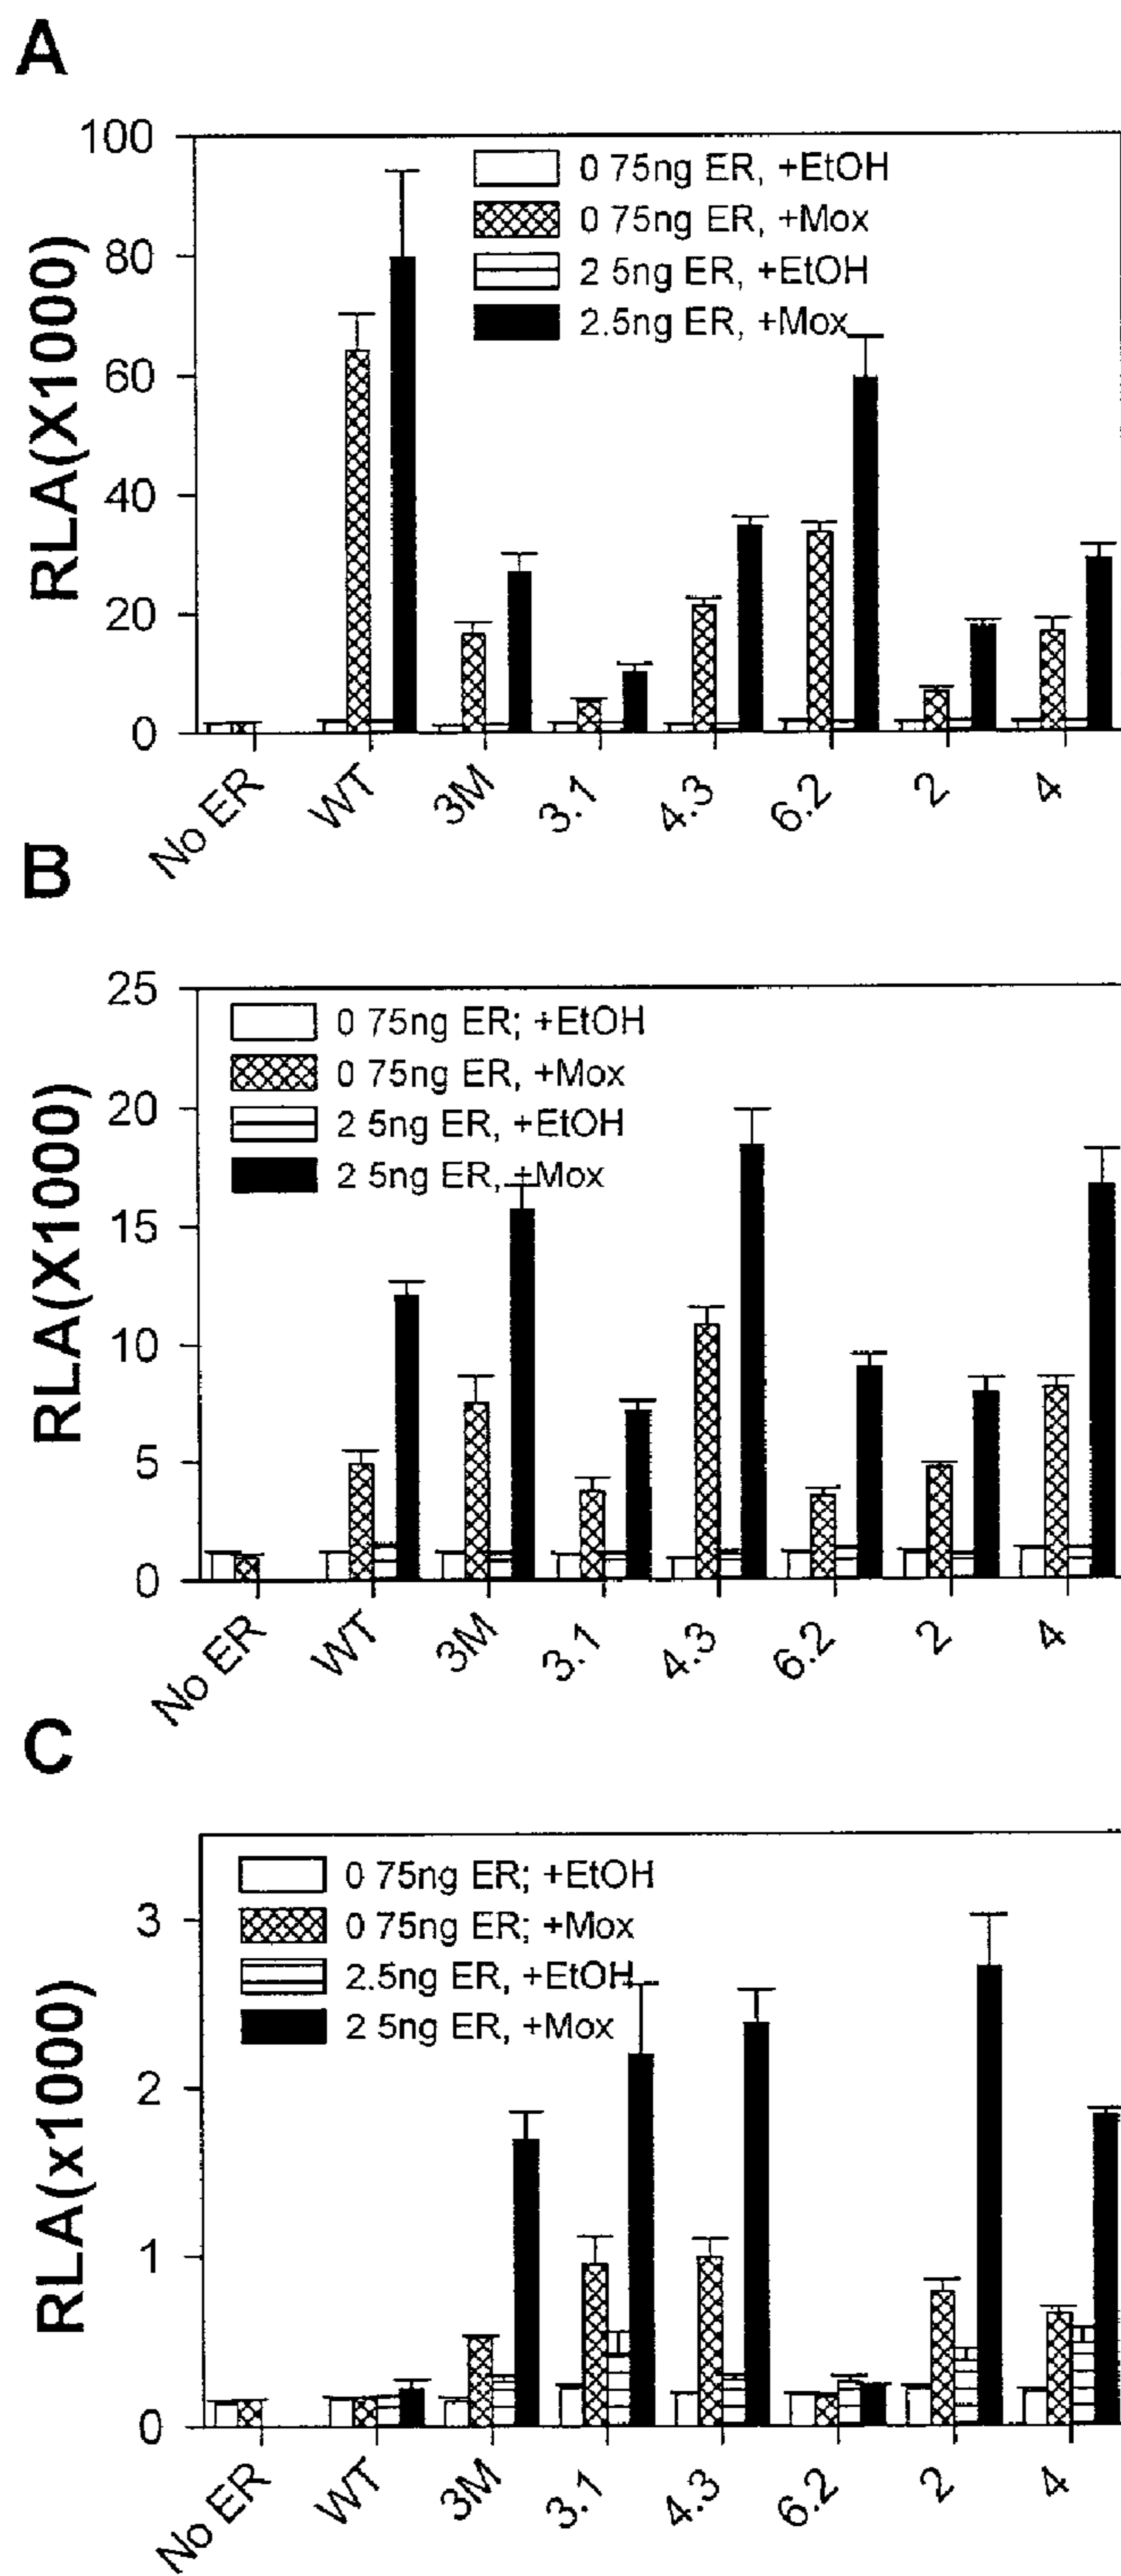 A
100
80
60
40
20
0
RLA(X1000)
0 75ng ER, +EtOH
0 75ng ER, +Mox
2 5ng ER, +EtOH
2.5ng ER, +Mox
No ER WT 3M 3.1 4.3 6.2 2 4
B
25
20
15
10
5
0
RLA(X1000)
0 75ng ER; +EtOH
0 75ng ER, +Mox
2 5ng ER, +EtOH
2 5ng ER, +Mox
No ER WT 3M 3.1 4.3 6.2 2 4
C
3
2
1
0
RLA(x1000)
0 75ng ER; +EtOH
0 75ng ER; +Mox
2.5ng ER, +EtOH
2 5ng ER, +Mox
No ER WT 3M 3.1 4.3 6.2 2 4